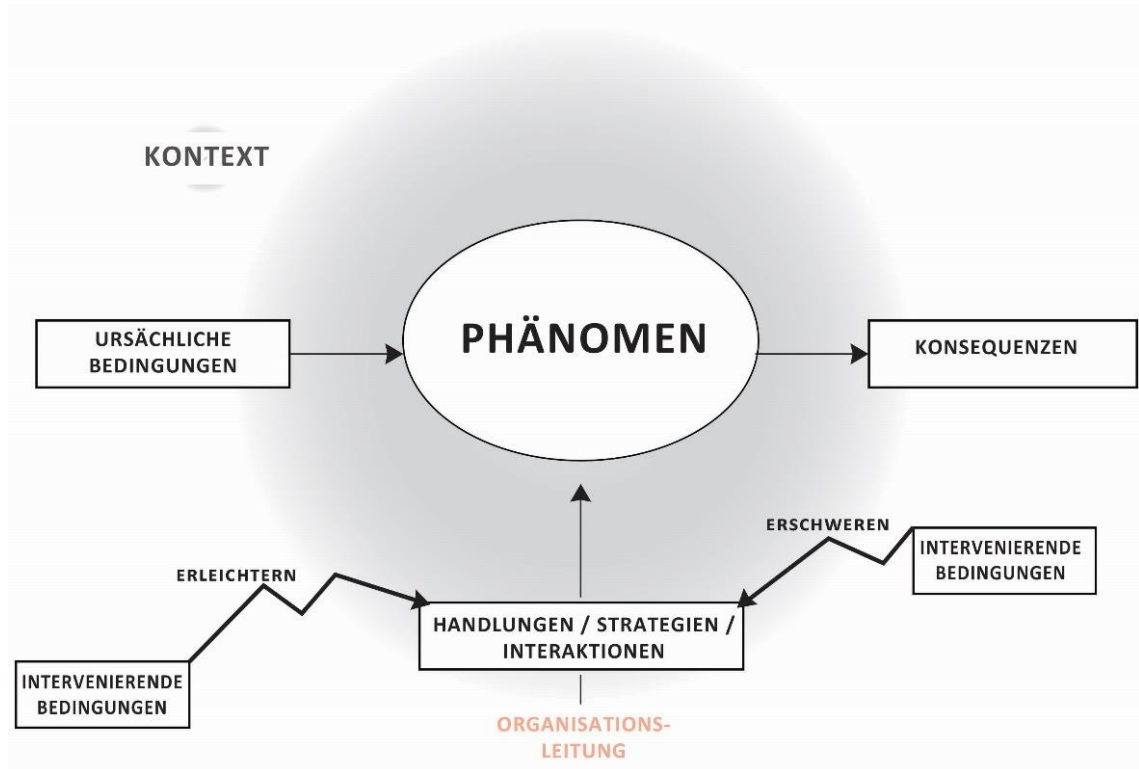 KONTEXT
URSÄCHLICHE
BEDINGUNGEN
PHÄNOMEN
KONSEQUENZEN
ERSCHWEREN
INTERVENIERENDE
BEDINGUNGEN
ERLEICHTERN
HANDLUNGEN / STRATEGIEN /
INTERAKTIONEN
INTERVENIERENDE
BEDINGUNGEN
ORGANISATIONS-
LEITUNG